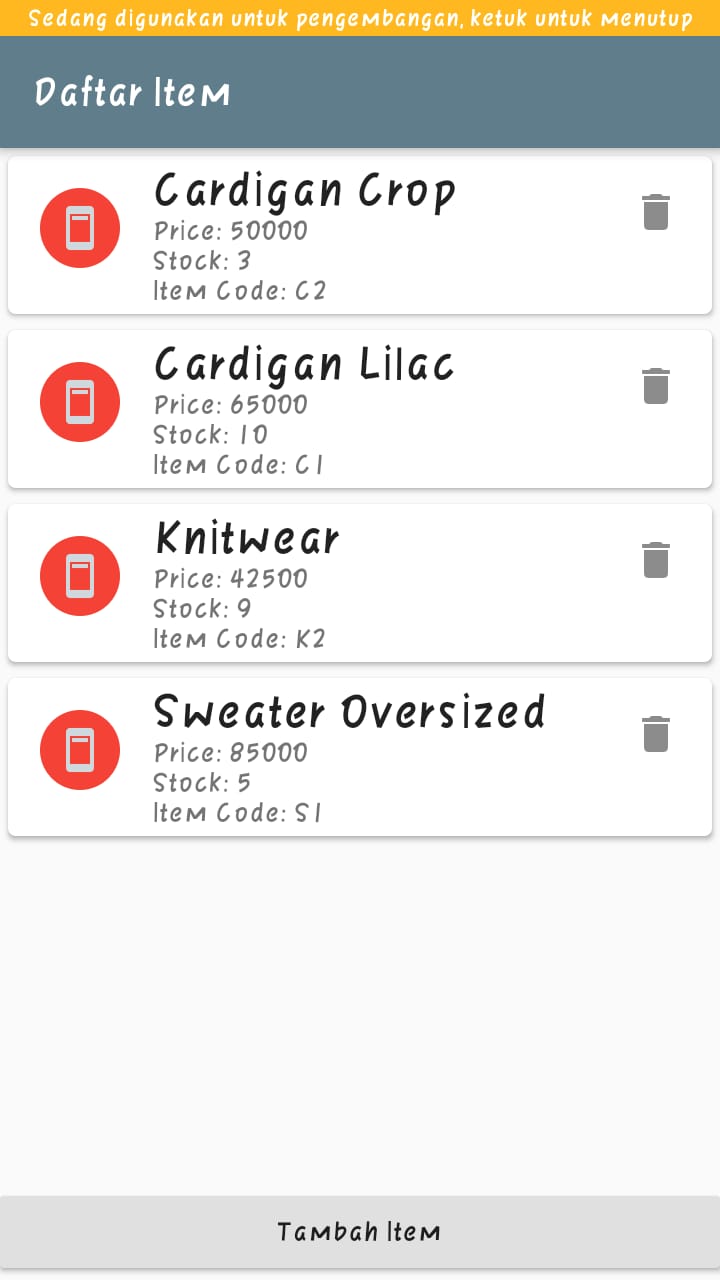 Sedang digunakan untuk pengembangan, ketuk untuk menutup
Daftar Item
Cardigan Crop
Price: 50000
Stock: 3
Item Code: C2
Cardigan Lilac
Price: 65000
Stock: 10
Item Code: C1
Knitwear
Price: 42500
Stock: 9
Item Code: K2
Sweater Oversized
Price: 85000
Stock: 5
Item Code: S1
Tambah Item